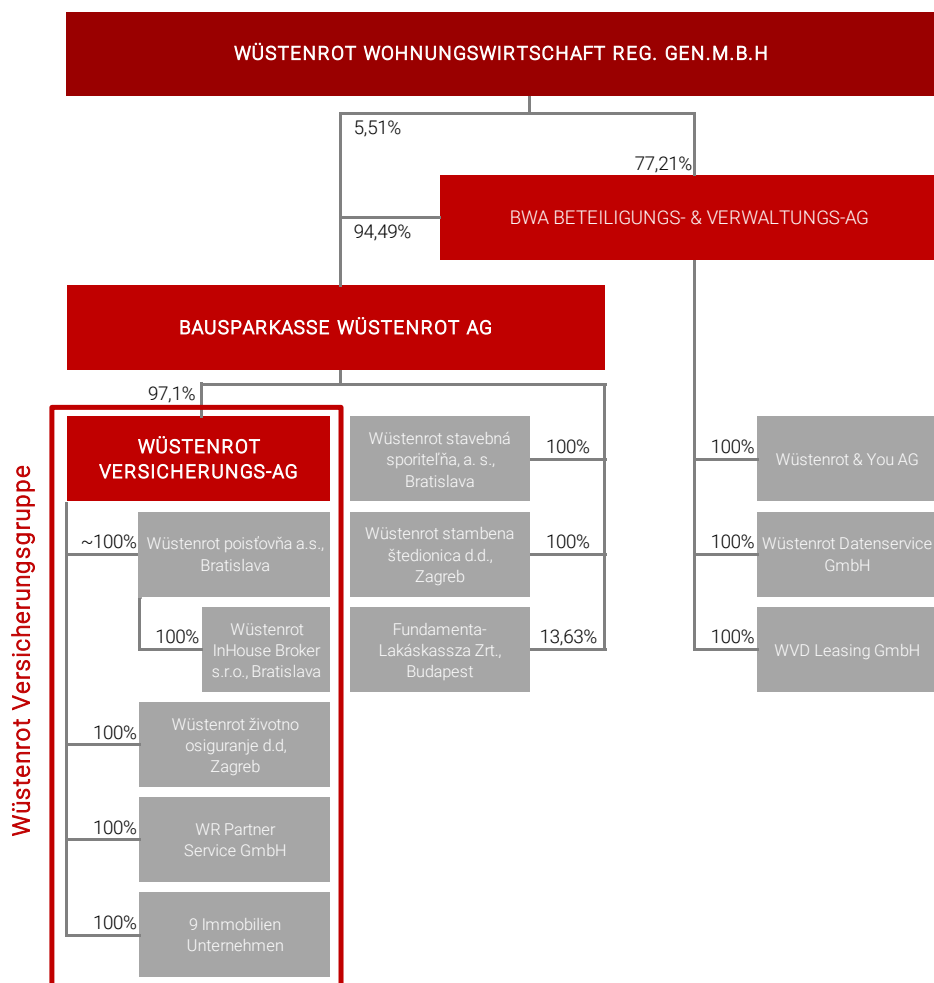 WÜSTENROT WOHNUNGSWIRTSCHAFT REG. GEN.M.B.H
5,51%
77,21%
BWA BETEILIGUNGS- & VERWALTUNGS-AG
94,49%
BAUSPARKASSE WÜSTENROT AG
97,1%
Wüstenrot Versicherungsgruppe
WÜSTENROT
VERSICHERUNGS-AG
~100%
Wüstenrot poisťovňa a.s.,
Bratislava
100%
Wüstenrot
InHouse Broker
s.r.o., Bratislava
100%
Wüstenrot životno
osiguranje d.d,
Zagreb
100%
WR Partner
Service GmbH
100%
9 Immobilien
Unternehmen
Wüstenrot stavebná
sporiteľňa, a. s.,
Bratislava
100%
Wüstenrot stambena
štedionica d.d.,
Zagreb
100%
Fundamenta-
Lakáskassza Zrt.,
Budapest
13,63%
100%
Wüstenrot & You AG
100%
Wüstenrot Datenservice
GmbH
100%
WVD Leasing GmbH